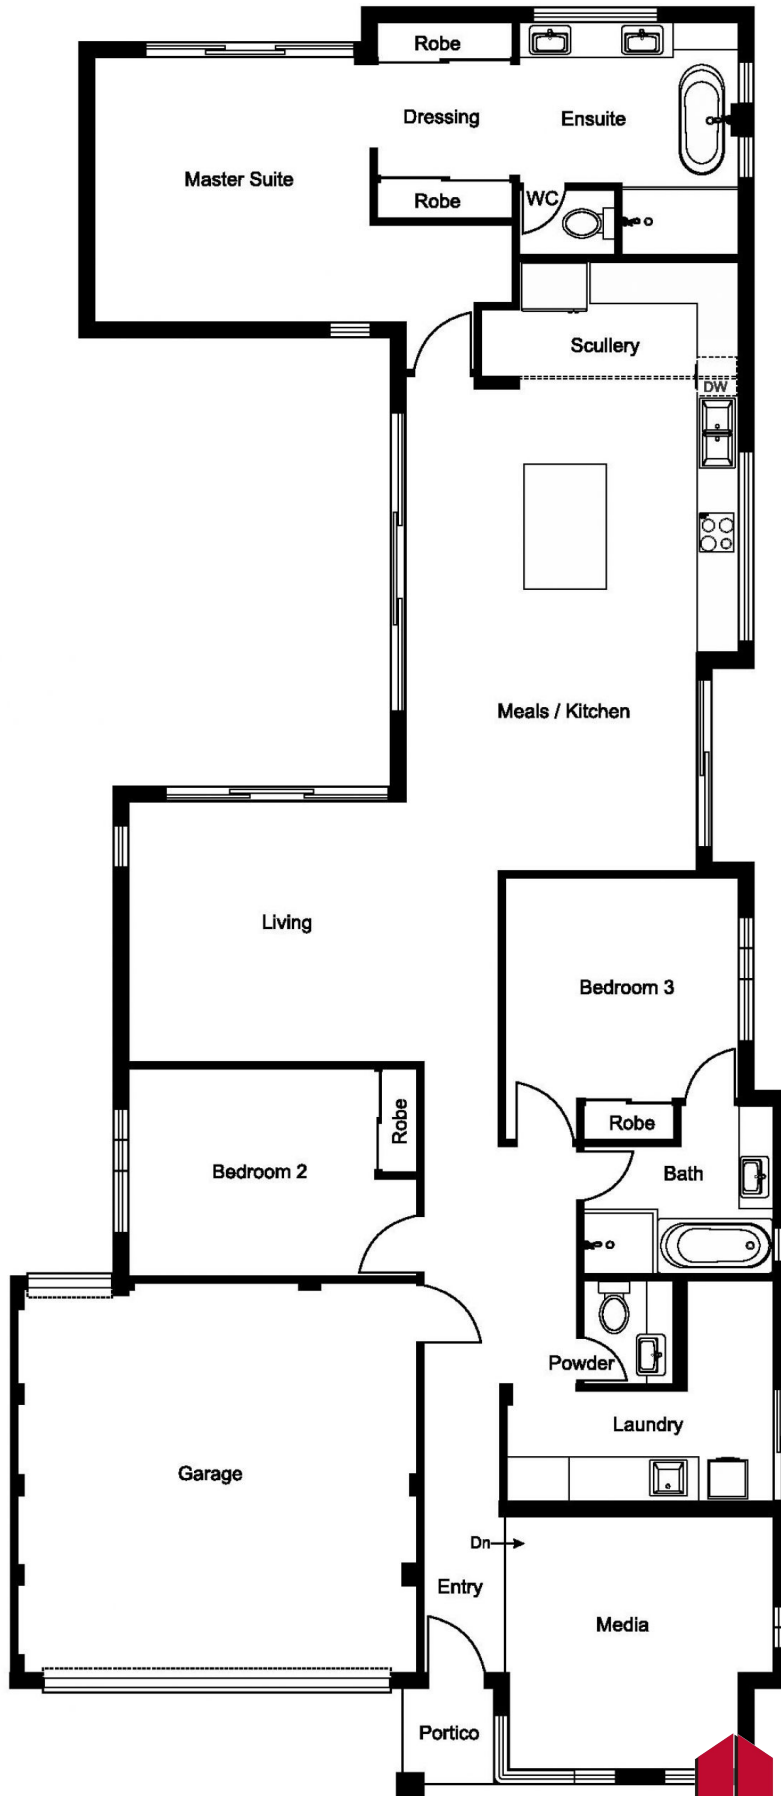 Robe
Dressing
Ensuite
Master Suite
Robe
WC
Scullery
DW
Meals / Kitchen
Living
Bedroom 3
Robe
Robe
Bedroom 2
Bath
Powder
Laundry
Garage
Dn
Entry
Media
Portico